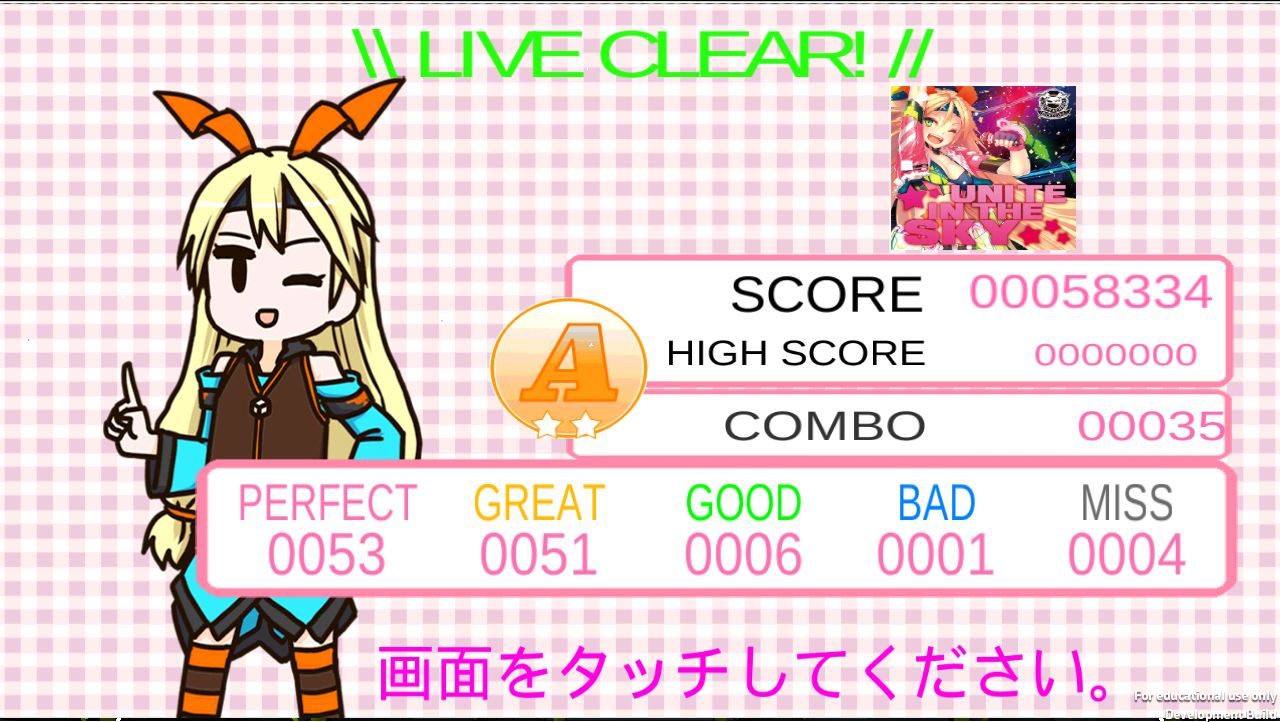 \\ LIVE CLEAR! //
UNITE
IN THE
SKY
SCORE 00058334
HIGH SCORE 0000000
A
COMBO 00035
PERFECT GREAT GOOD BAD MISS
0053 0051 0006 0001 0004
画面をタッチしてください。
For educational use only
Development Build